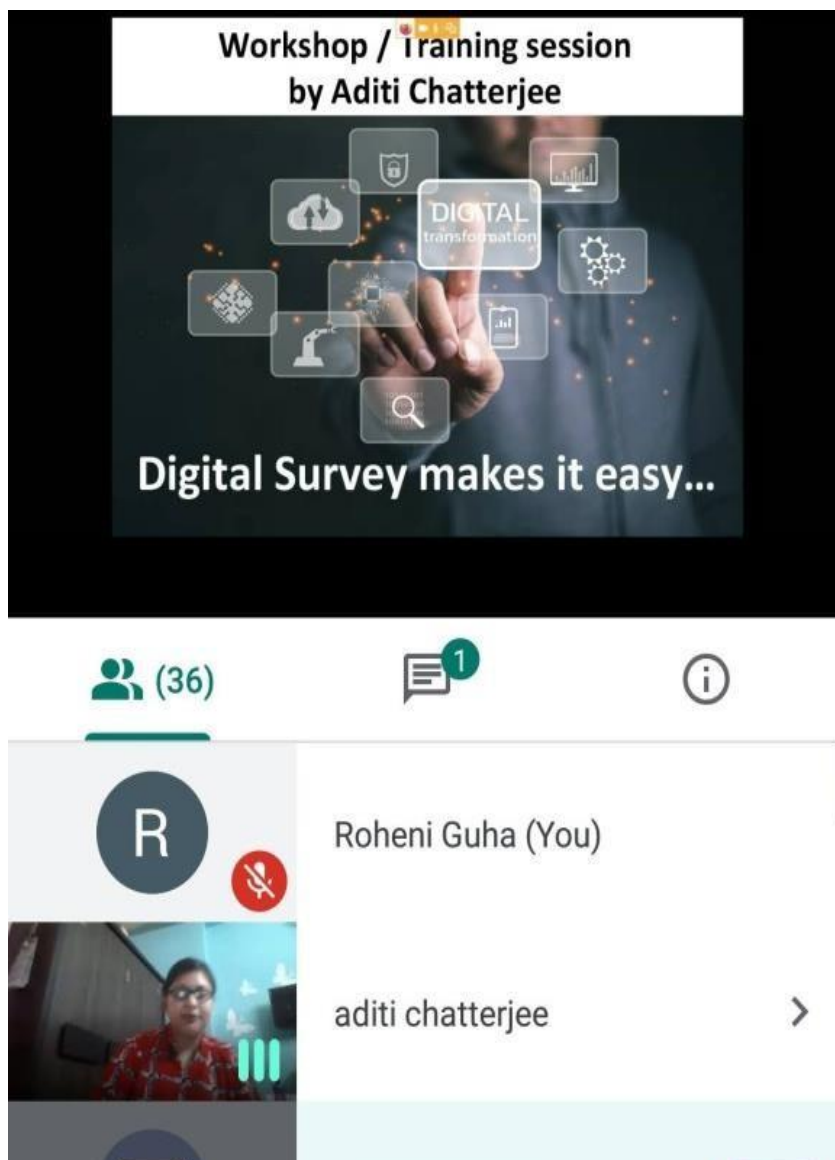 Workshop / Training session
by Aditi Chatterjee
DIGITAL
transformation
Digital Survey makes it easy...
(36)
1
R
Roheni Guha (You)
aditi chatterjee